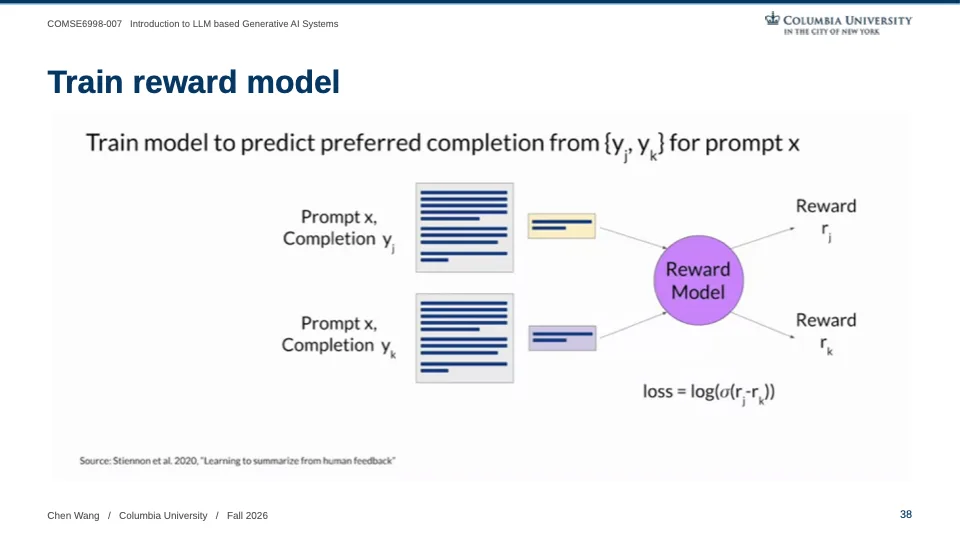 COMSE6998-007 Introduction to LLM based Generative AI Systems
COLUMBIA UNIVERSITY
IN THE CITY OF NEW YORK
Train reward model
Train model to predict preferred completion from {yj, yk} for prompt x
Prompt x,
Completion yj
Reward
rj
Reward
Model
Prompt x,
Completion yk
Reward
rk
loss = log(σ(rj-rk))
Source: Stiennon et al. 2020, "Learning to summarize from human feedback"
Chen Wang / Columbia University / Fall 2026
38